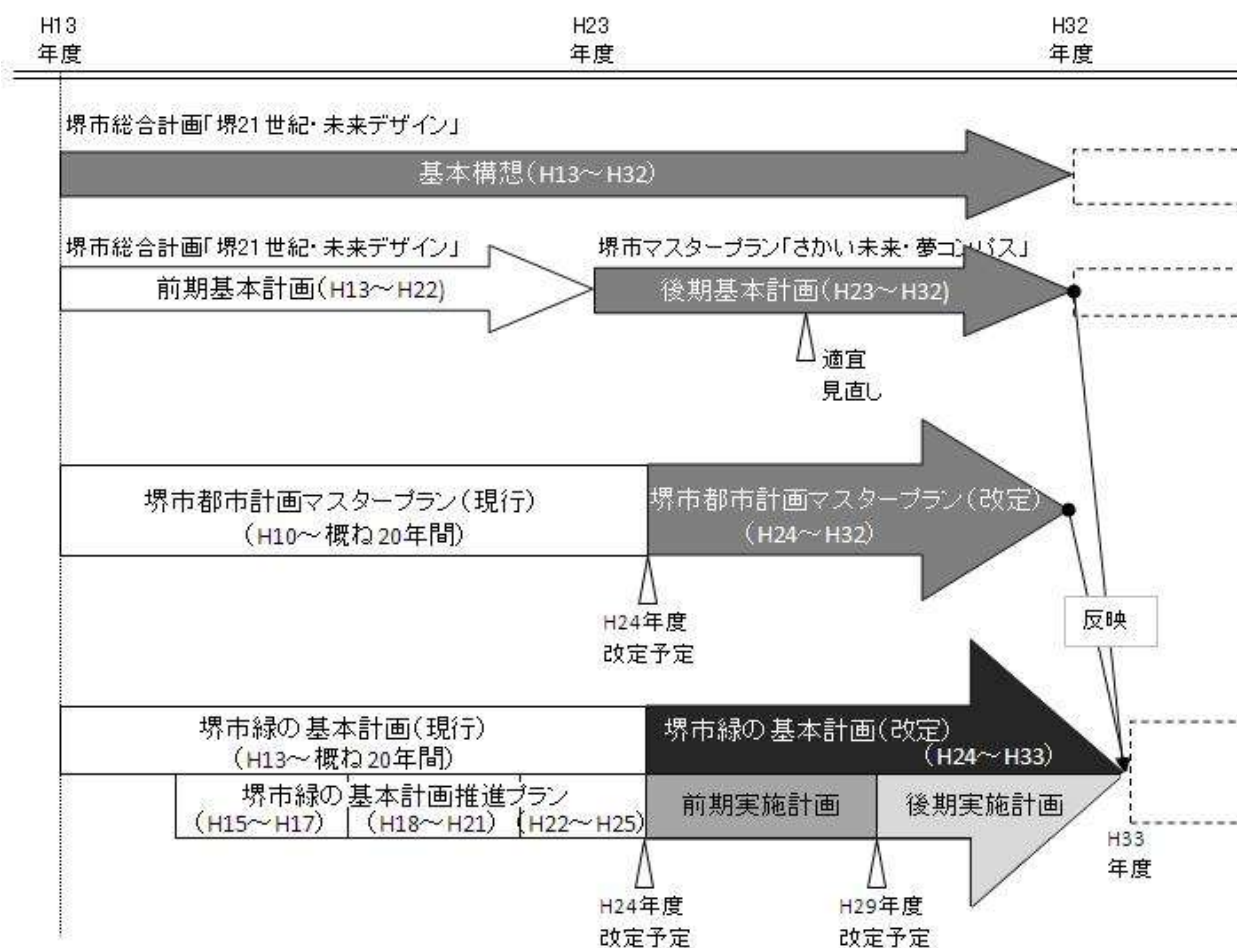 H13
年度
H23
年度
H32
年度
堺市総合計画「堺21世紀・未来デザイン」
基本構想(H13～H32)
堺市総合計画「堺21世紀・未来デザイン」
前期基本計画(H13～H22)
堺市マスタープラン「さかい未来・夢コンパス」
後期基本計画(H23～H32)
適宜
見直し
堺市都市計画マスタープラン(現行)
(H10～概ね20年間)
堺市都市計画マスタープラン(改定)
(H24～H32)
H24年度
改定予定
反映
堺市緑の基本計画(現行)
(H13～概ね20年間)
堺市緑の基本計画(改定)
(H24～H33)
堺市緑の基本計画推進プラン
(H15～H17)
(H18～H21)
(H22～H25)
前期実施計画
後期実施計画
H33
年度
H24年度
改定予定
H29年度
改定予定